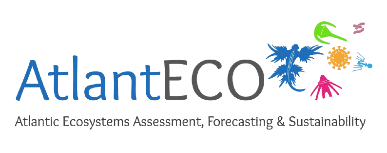 AtlantECO
Atlantic Ecosystems Assessment, Forecasting & Sustainability